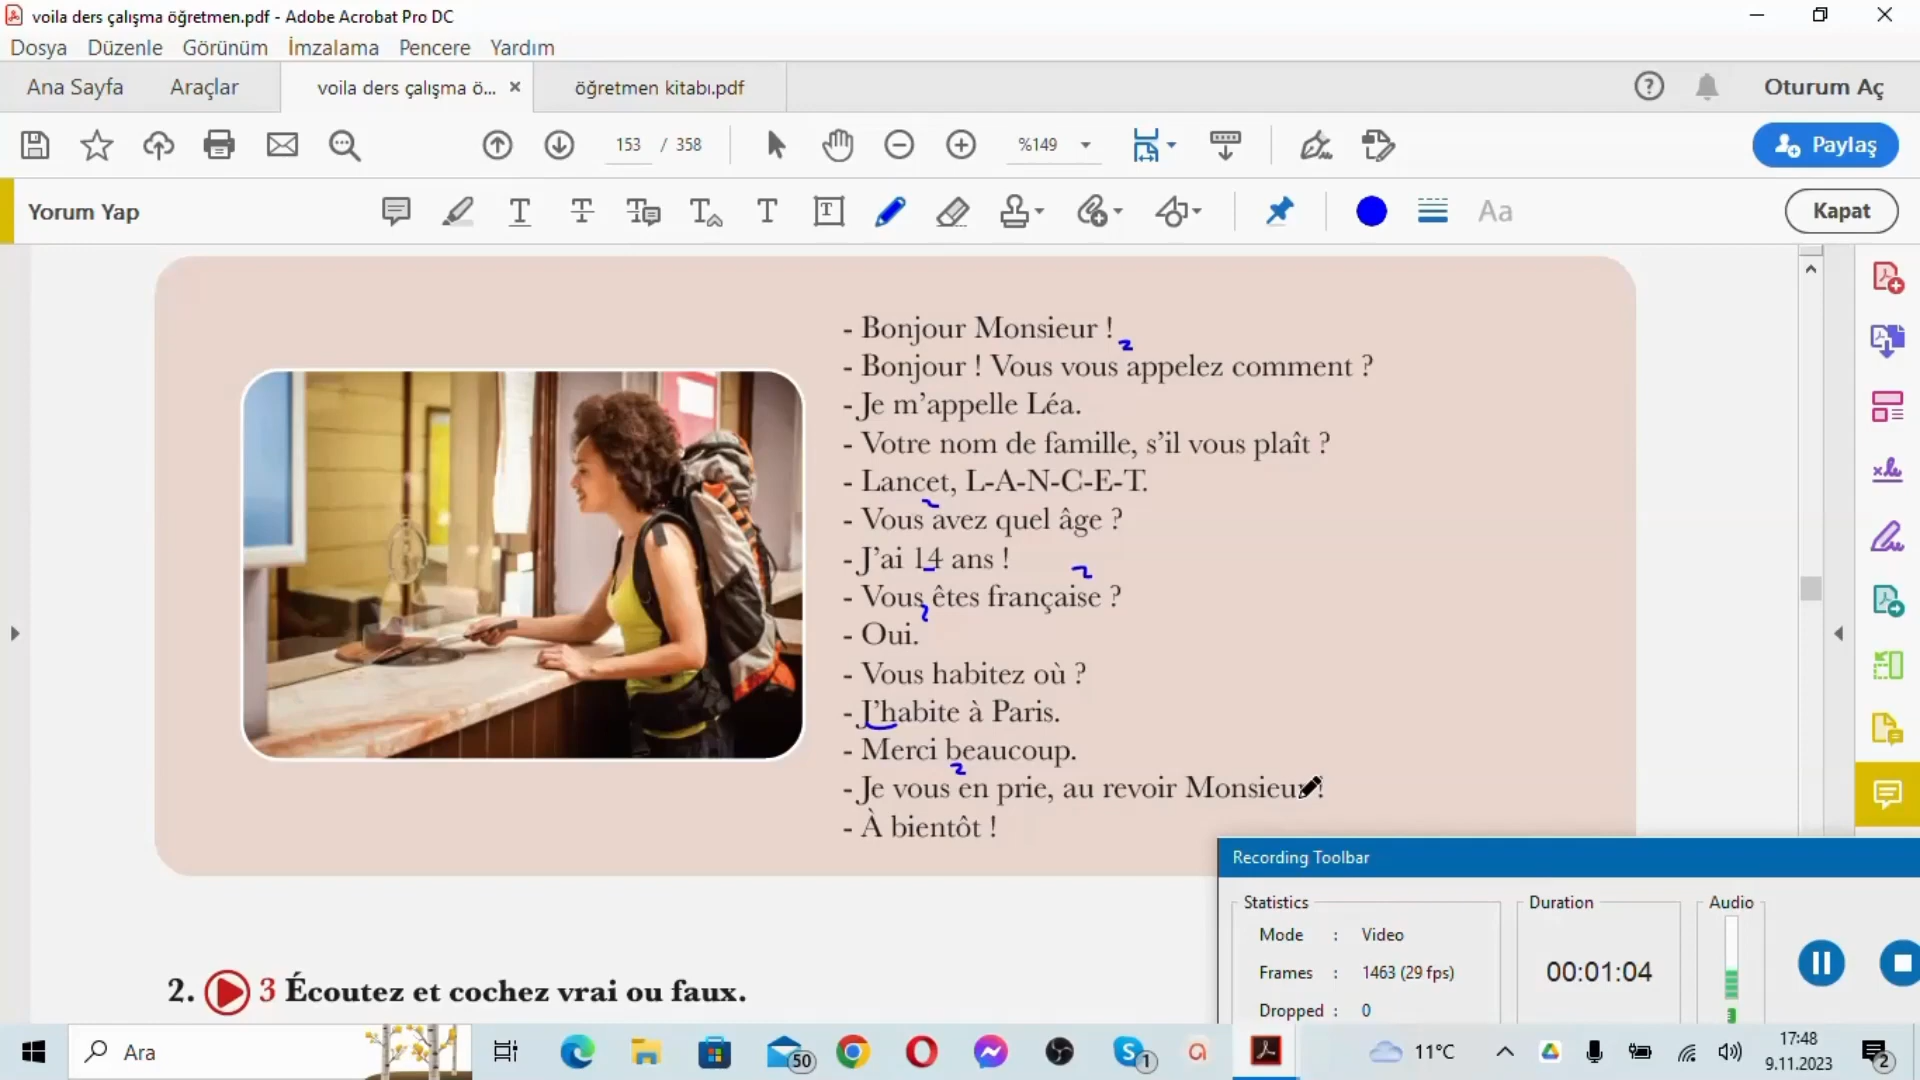 voila ders çalışma öğretmen.pdf - Adobe Acrobat Pro DC
Dosya Düzenle Görünüm İmzalama Pencere Yardım
Ana Sayfa Araçlar voila ders çalışma ö... × öğretmen kitabı.pdf ? Oturum Aç
153 / 358 %149 Paylaş
Yorum Yap T T T T T T Aa Kapat
- Bonjour Monsieur !
- Bonjour ! Vous vous appelez comment ?
- Je m'appelle Léa.
- Votre nom de famille, s'il vous plaît ?
- Lancet, L-A-N-C-E-T.
- Vous avez quel âge ?
- J'ai 14 ans !
- Vous êtes française ?
- Oui.
- Vous habitez où ?
- J'habite à Paris.
- Merci beaucoup.
- Je vous en prie, au revoir Monsieur !
- À bientôt !
2. 3 Écoutez et cochez vrai ou faux.
Recording Toolbar
Statistics Duration Audio
Mode : Video
Frames : 1463 (29 fps)
00:01:04
Dropped : 0
Ara 50 1 11°C 17:48
9.11.2023 2